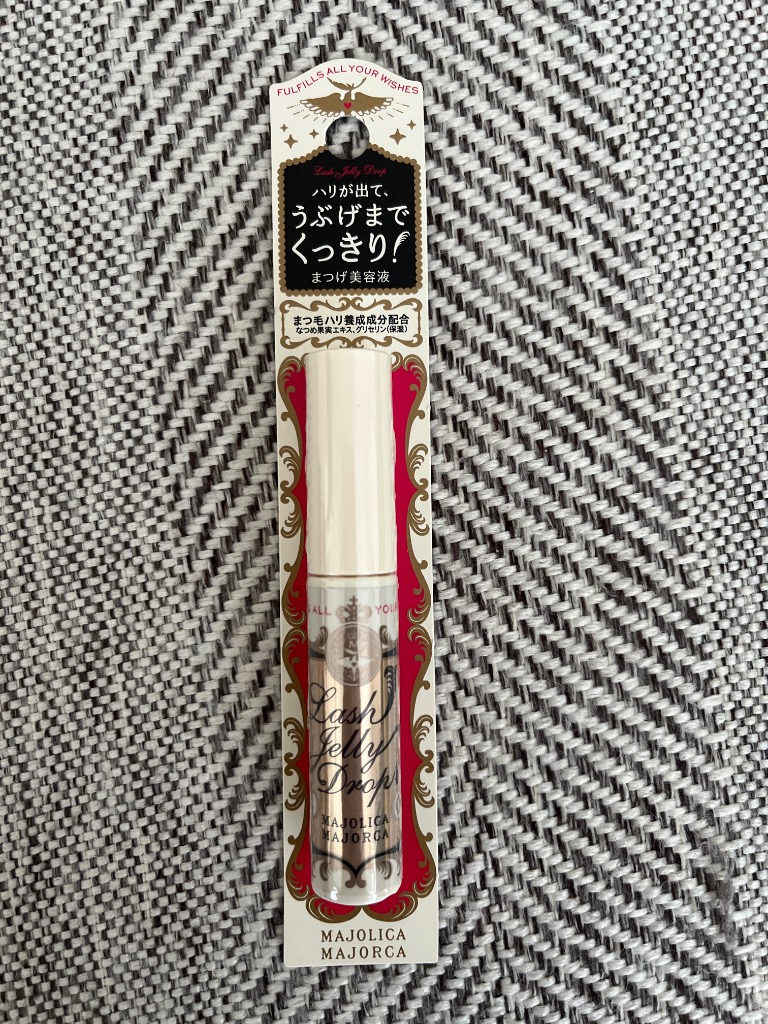 FULFILLS ALL YOUR WISHES
Lash Jelly Drop
ハリが出て、
うぶげまで
くっきり!
まつげ美容液
まつ毛ハリ養成成分配合
なつめ果実エキス、グリセリン(保湿)
ALL YOUR
Lash
Jelly
Drop
MAJOLICA
MAJORCA
MAJOLICA
MAJORCA